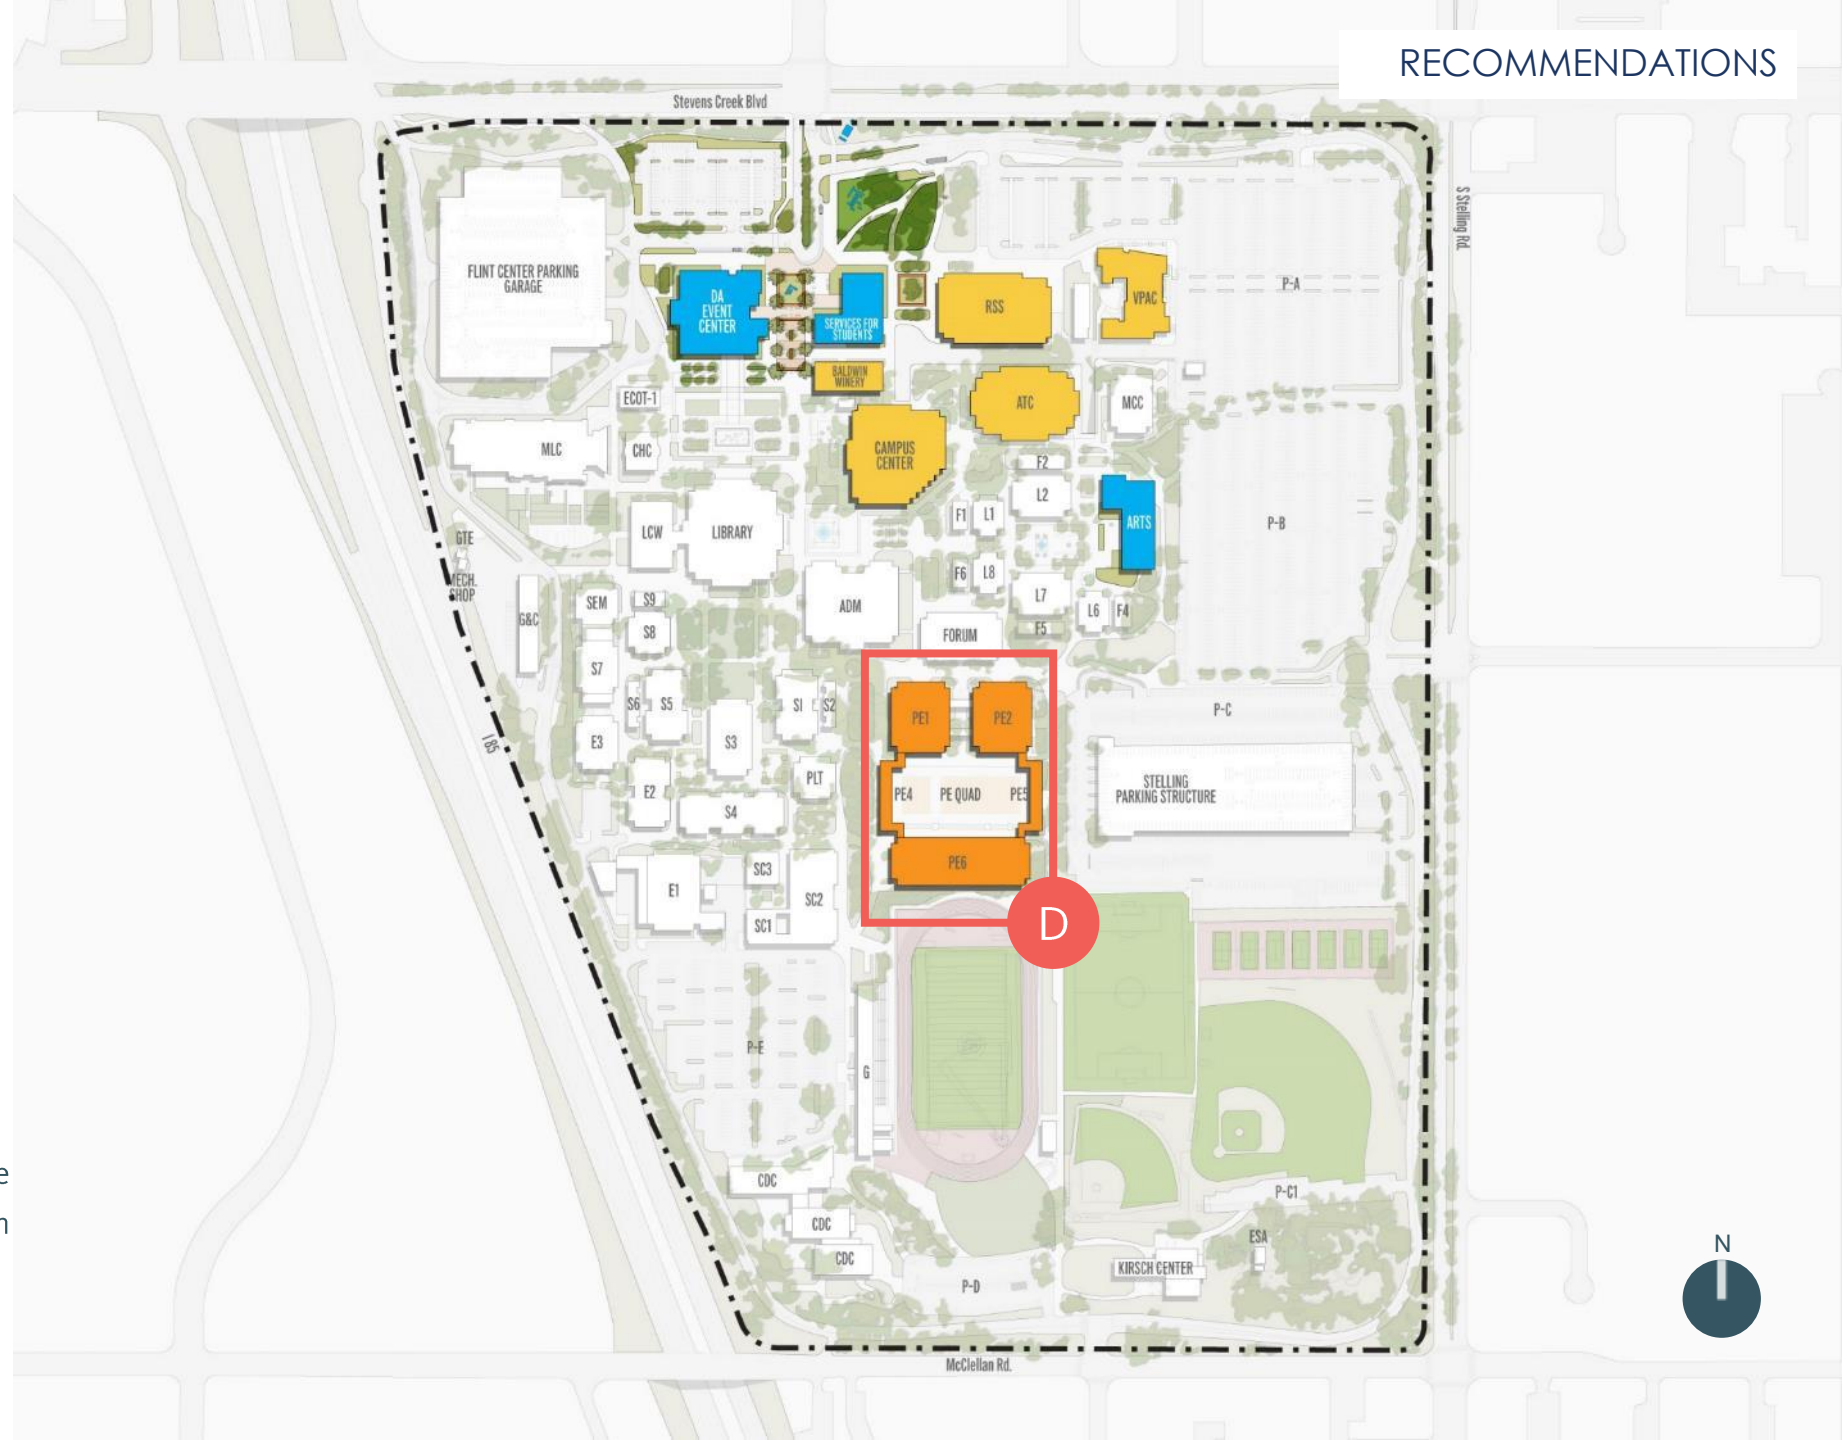 RECOMMENDATIONS
Stevens Creek Blvd
S Stelling Rd.
FLINT CENTER PARKING
GARAGE
DA
EVENT
CENTER
SERVICES FOR
STUDENTS
RSS
VPAC
P-A
BALDWIN
WINERY
ECOT-1
ATC
MCC
MLC
CHC
CAMPUS
CENTER
F2
L2
F1
L1
ARTS
P-B
LCW
LIBRARY
GTE
MECH.
SHOP
F6
L8
L7
L6
F4
F5
G&C
SEM
S9
S8
ADM
FORUM
S7
S6
S5
S1
S2
PE1
PE2
P-C
E3
S3
I 85
E2
PLT
S4
PE4
PE QUAD
PE5
STELLING
PARKING STRUCTURE
PE6
E1
SC3
SC2
SC1
D
P-E
G
CDC
CDC
CDC
P-C1
ESA
KIRSCH CENTER
P-D
e
n
N
McClellan Rd.